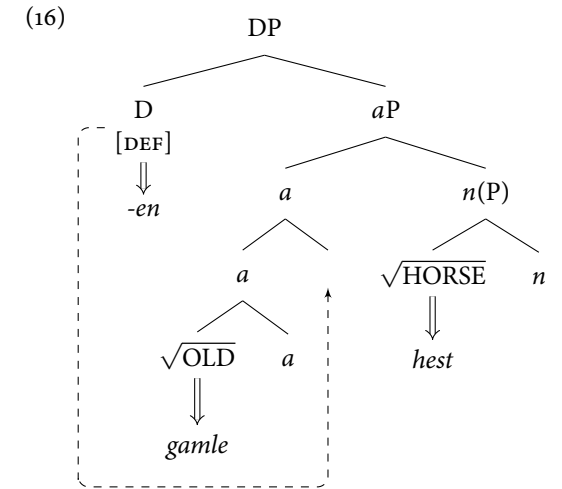 (16)
DP
D aP
[DEF]
-en
a n(P)
a √HORSE n
√OLD a hest
gamle